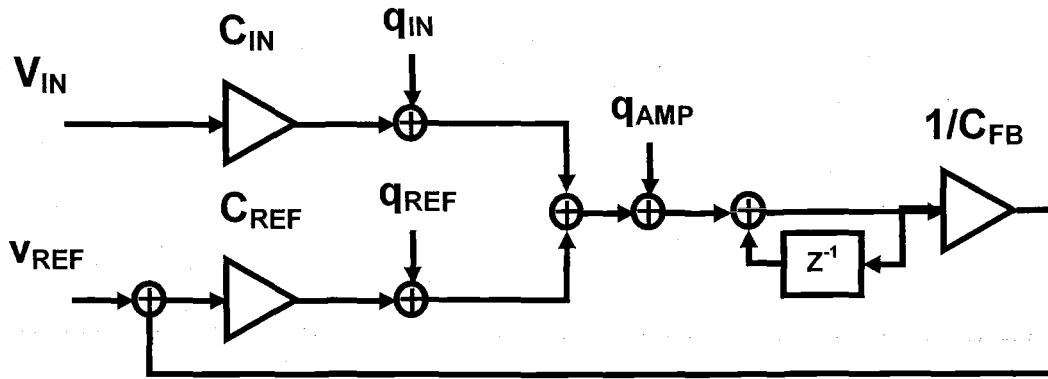 C_IN
q_IN
V_IN
q_AMP
1/C_FB
C_REF
q_REF
v_REF
Z⁻¹